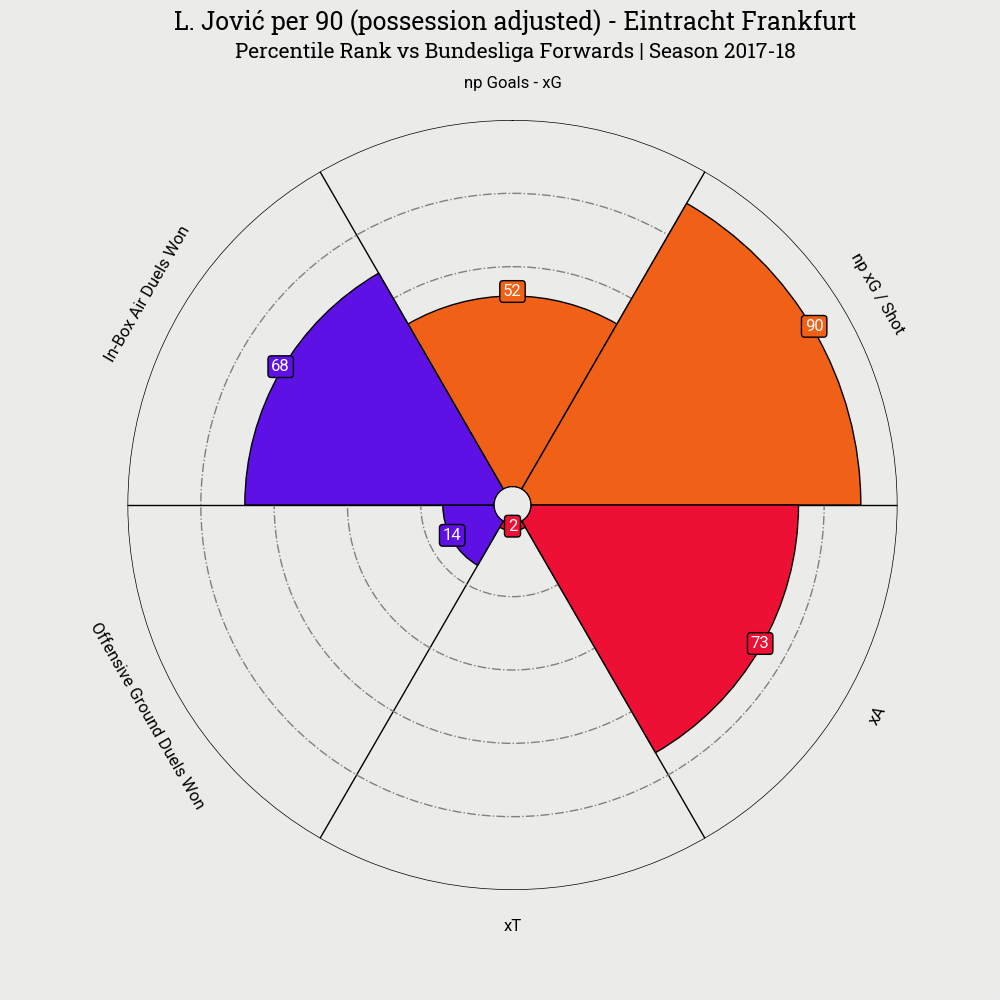 L. Jović per 90 (possession adjusted) - Eintracht Frankfurt
Percentile Rank vs Bundesliga Forwards | Season 2017-18
np Goals - xG
In-Box Air Duels Won
np xG / Shot
52
90
68
2
14
73
xA
Offensive Ground Duels Won
xT